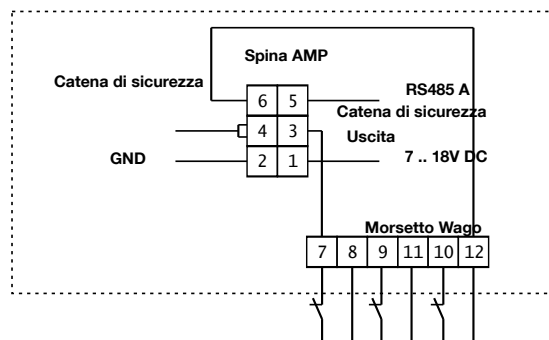 Spina AMP
Catena di sicurezza
RS485 A
6 5
Catena di sicurezza
4 3
Uscita
GND
2 1
7 .. 18V DC
Morsetto Wago
7 8 9 11 10 12